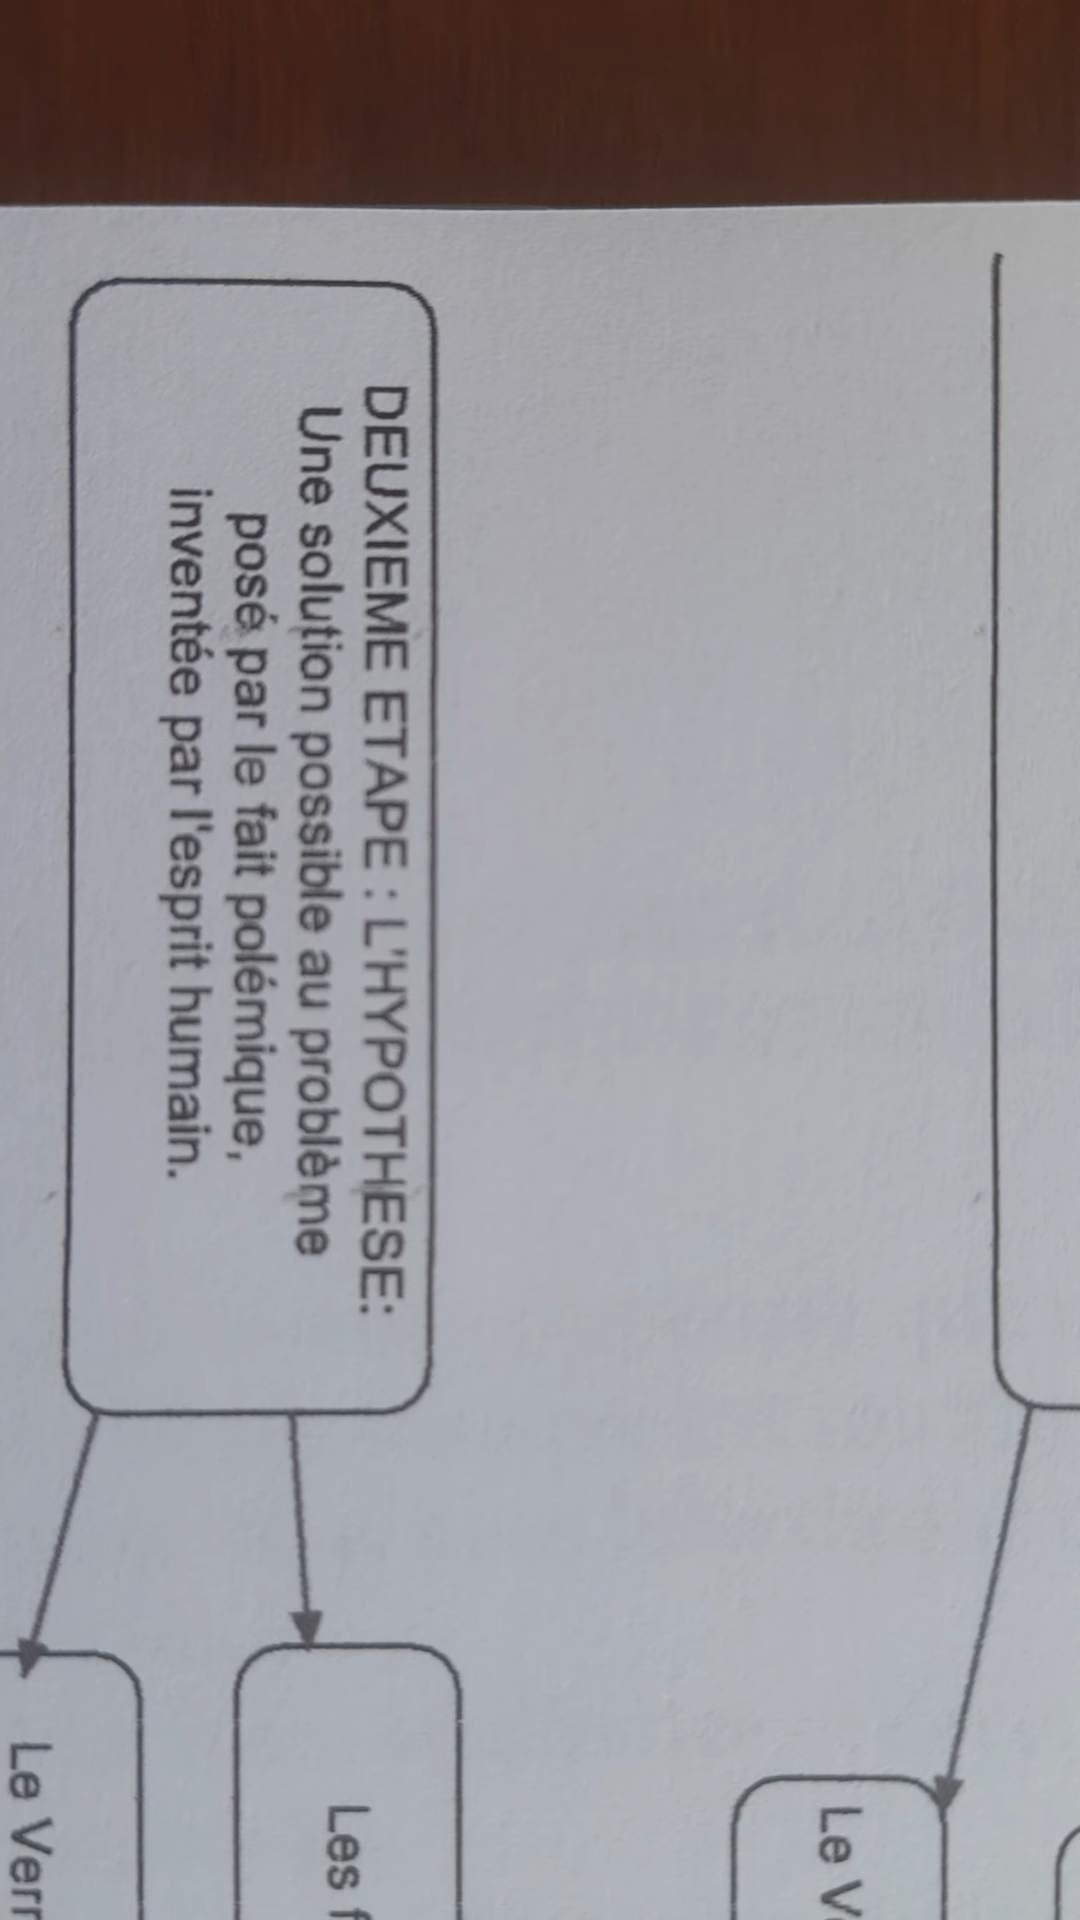 DEUXIEME ETAPE : L'HYPOTHESE:
Une solution possible au problème
posé par le fait polémique,
inventée par l'esprit humain.
Le
Les
Le